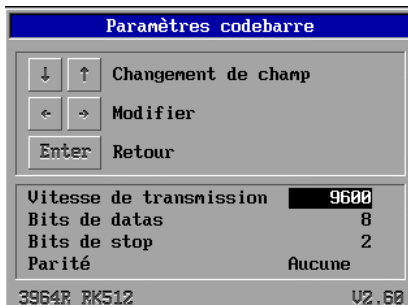 Paramètres codebarre
↓ ↑ Changement de champ
← → Modifier
Enter Retour
Vitesse de transmission 9600
Bits de datas 8
Bits de stop 2
Parité Aucune
3964R RK512 V2.60